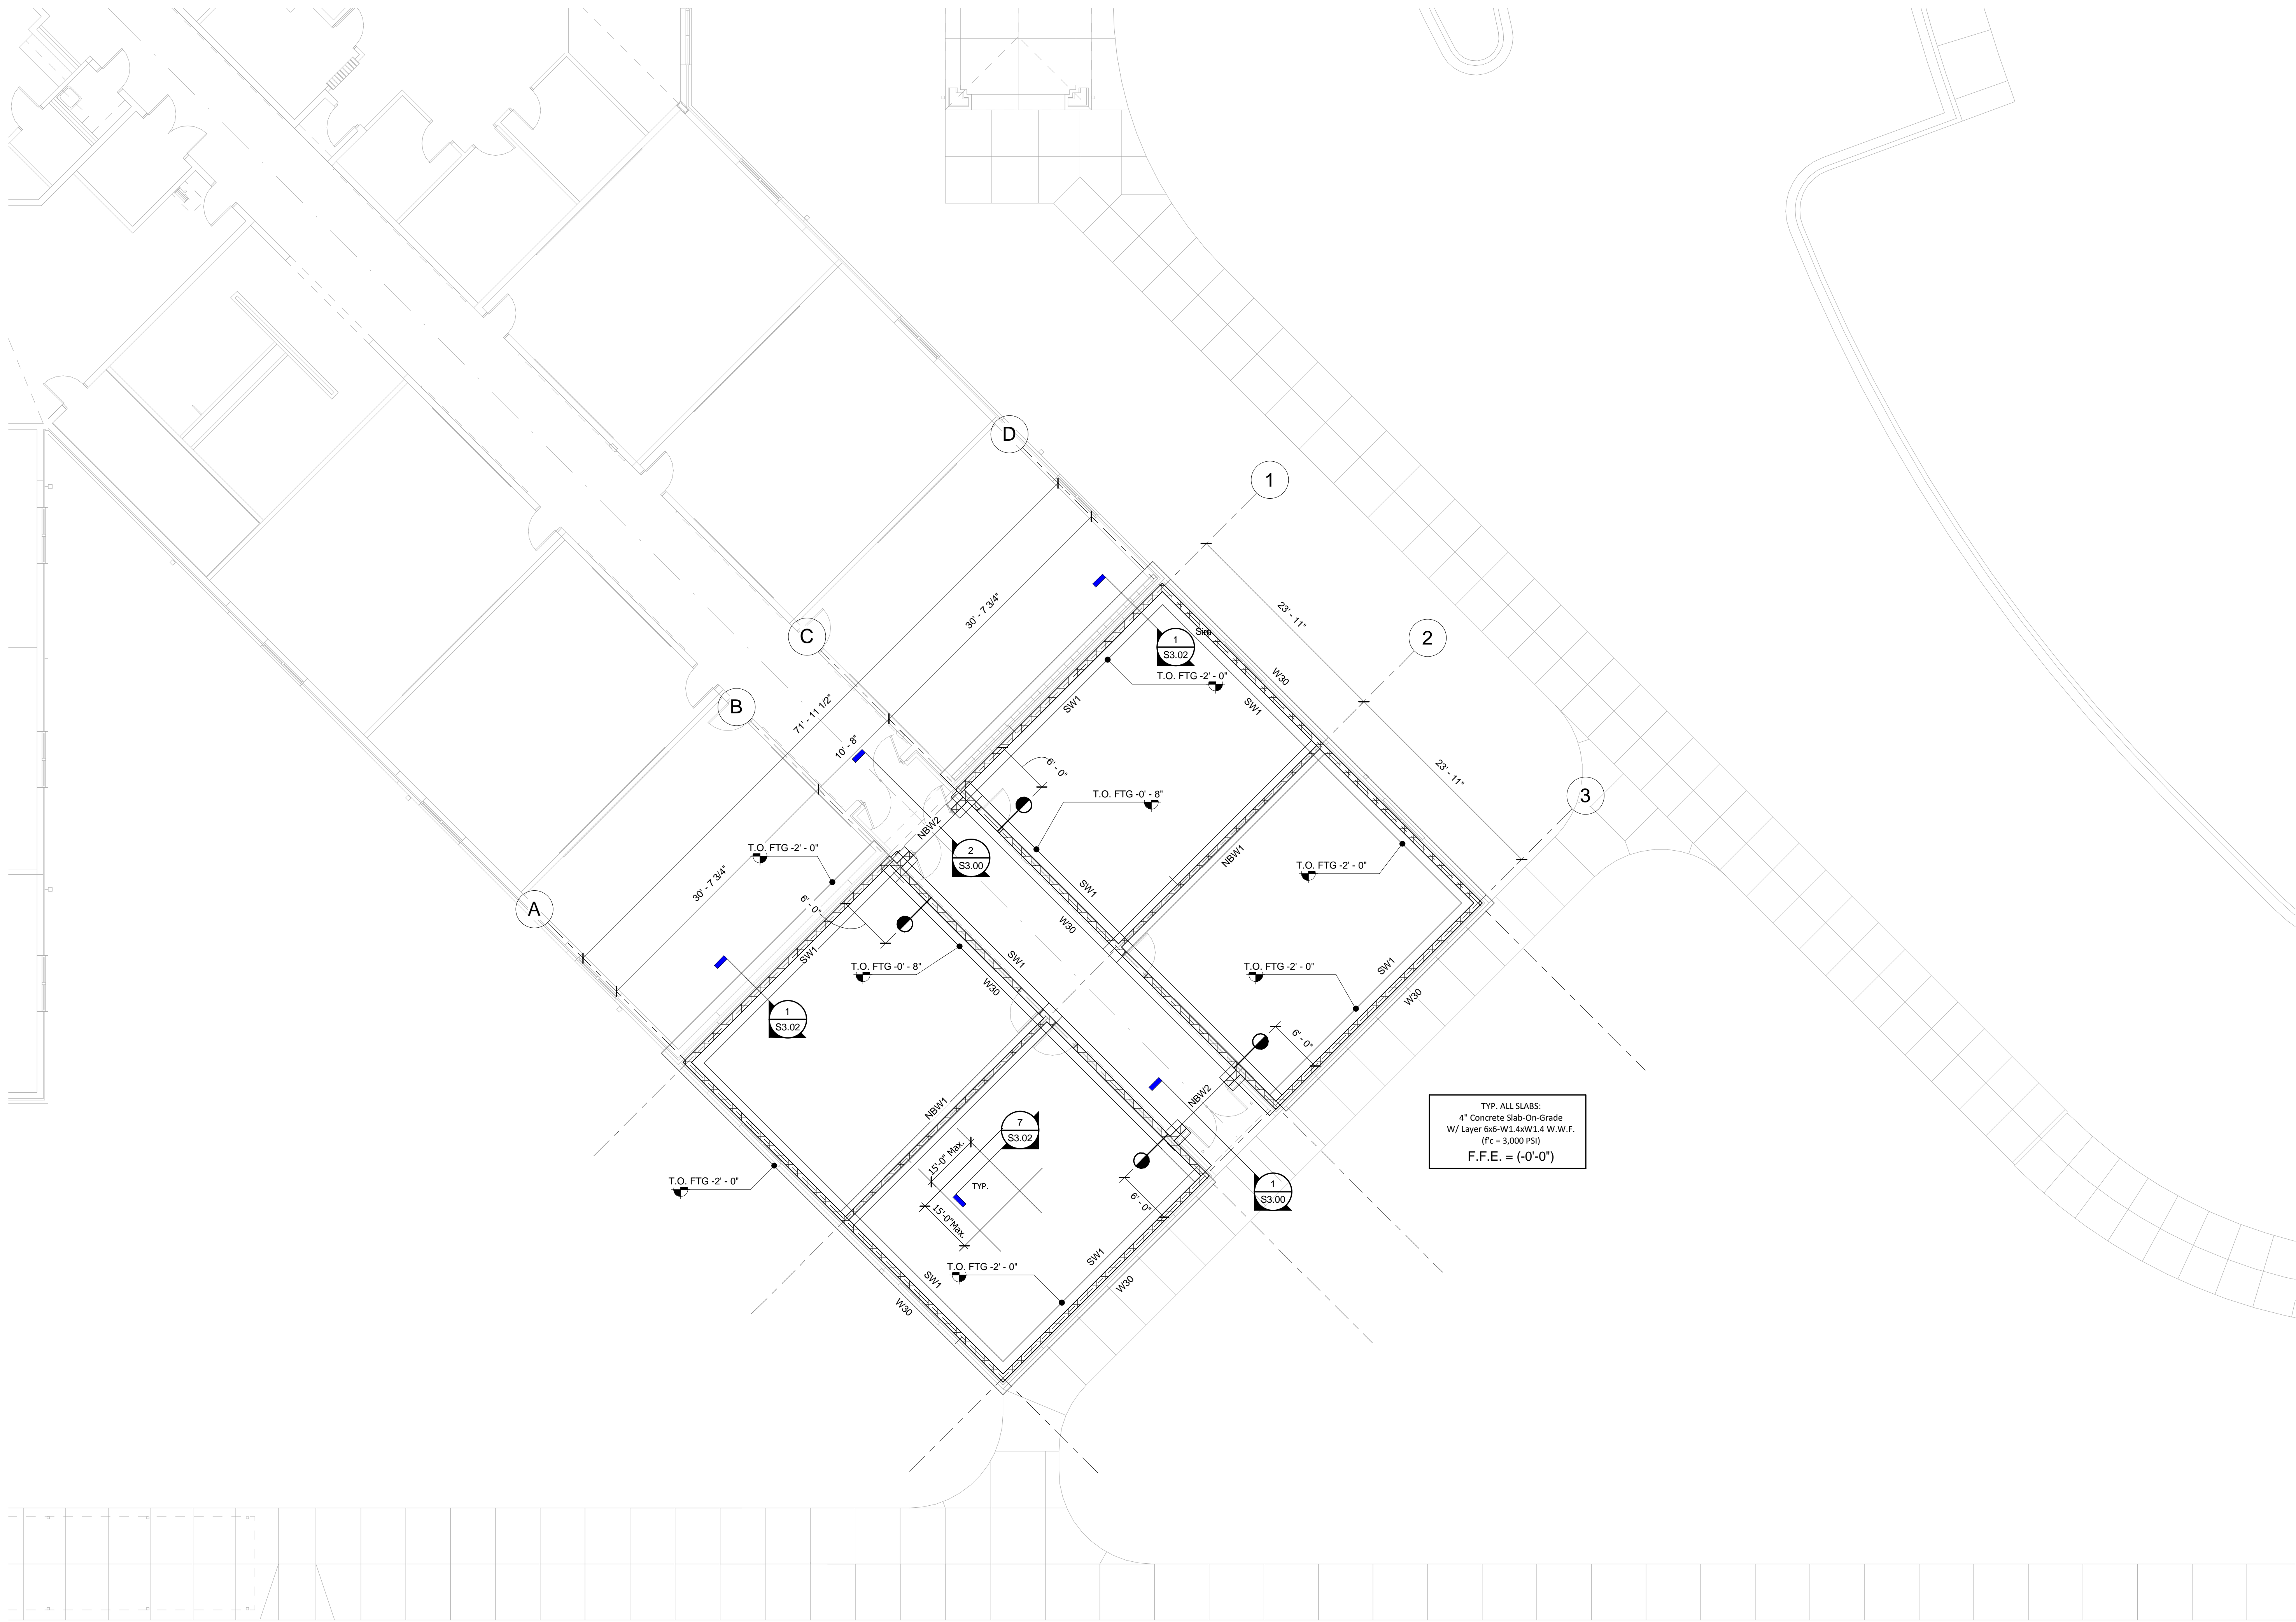 D
1
C
2
B
3
A
23' - 11"
23' - 11"
30' - 7 3/4"
71' - 11 1/2"
10' - 8"
30' - 7 3/4"
Sim
1
S3.02
T.O. FTG -2' - 0"
W30
SW1
SW1
6' - 0"
T.O. FTG -0' - 8"
NBW2
2
S3.00
T.O. FTG -2' - 0"
NBW1
T.O. FTG -2' - 0"
SW1
W30
6' - 0"
SW1
T.O. FTG -0' - 8"
SW1
W30
T.O. FTG -2' - 0"
SW1
W30
6' - 0"
1
S3.02
NBW1
7
S3.02
15'-0" Max.
TYP.
15'-0"Max.
NBW2
6' - 0"
1
S3.00
T.O. FTG -2' - 0"
T.O. FTG -2' - 0"
SW1
W30
SW1
W30
TYP. ALL SLABS:
4" Concrete Slab-On-Grade
W/ Layer 6x6-W1.4xW1.4 W.W.F.
(f'c = 3,000 PSI)
F.F.E. = (-0'-0")